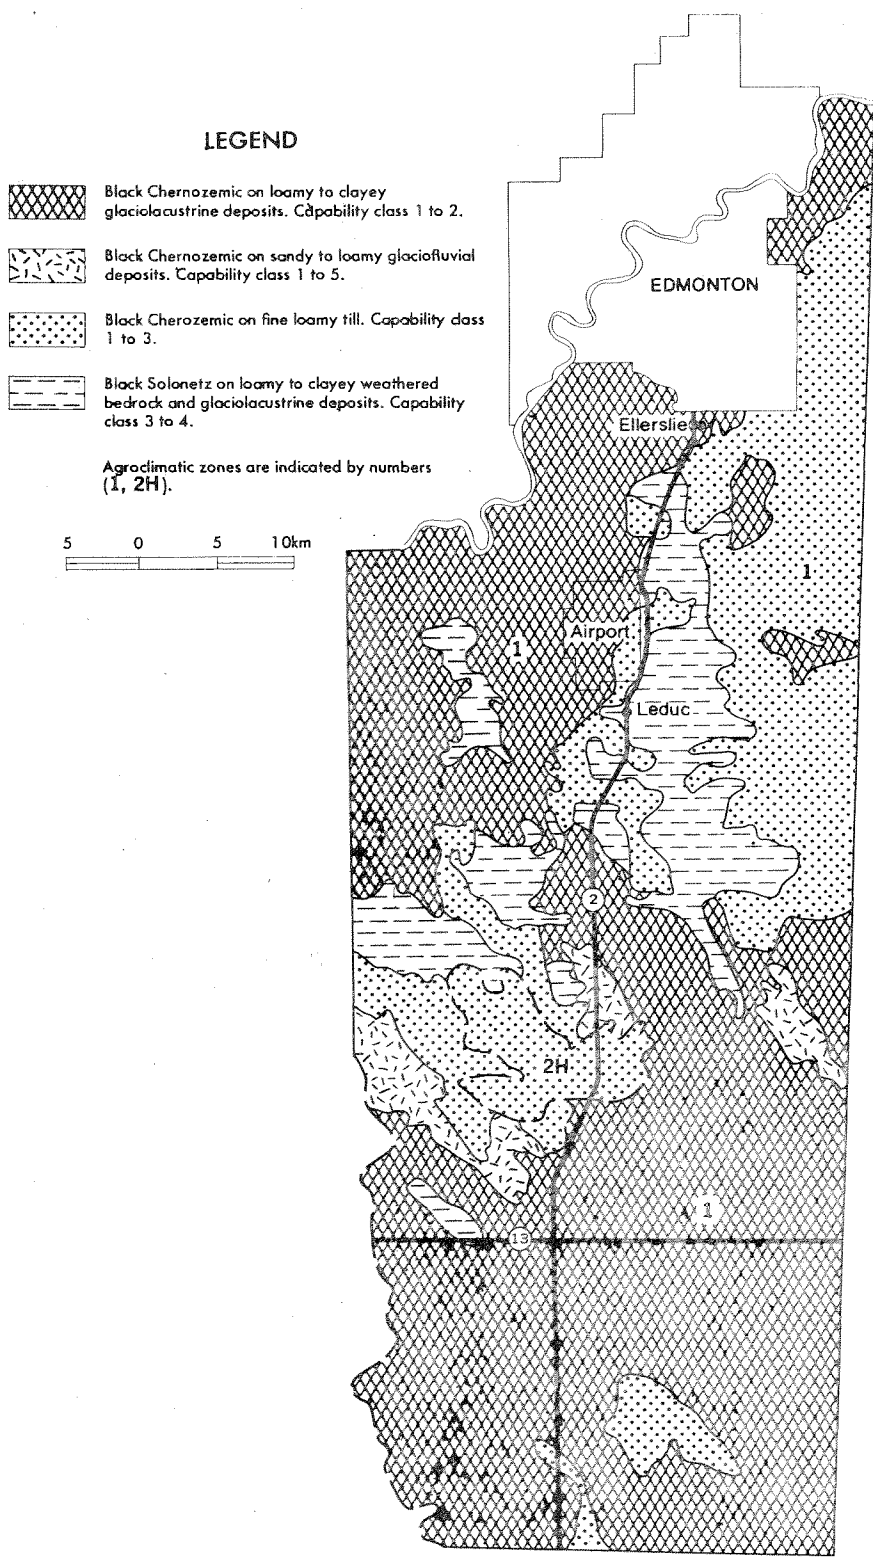 LEGEND
Black Chernozemic on loamy to clayey
glaciolacustrine deposits. Capability class 1 to 2.
Black Chernozemic on sandy to loamy glaciofluvial
deposits. Capability class 1 to 5.
Black Cherozemic on fine loamy till. Capability class
1 to 3.
Black Solonetz on loamy to clayey weathered
bedrock and glaciolacustrine deposits. Capability
class 3 to 4.
Agroclimatic zones are indicated by numbers
(1, 2H).
5 0 5 10km
EDMONTON
Ellerslie
1
Airport
1
Leduc
2
2H
1
13